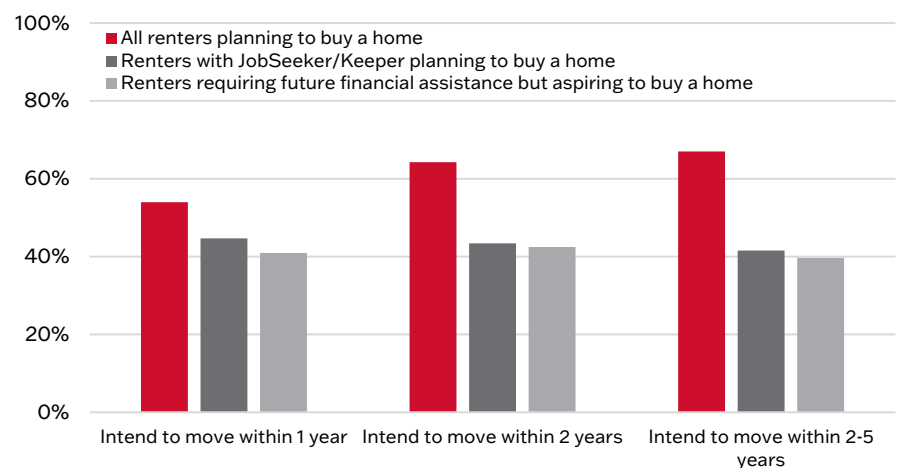 100%
All renters planning to buy a home
Renters with JobSeeker/Keeper planning to buy a home
Renters requiring future financial assistance but aspiring to buy a home
80%
60%
40%
20%
0%
Intend to move within 1 year
Intend to move within 2 years
Intend to move within 2-5
years